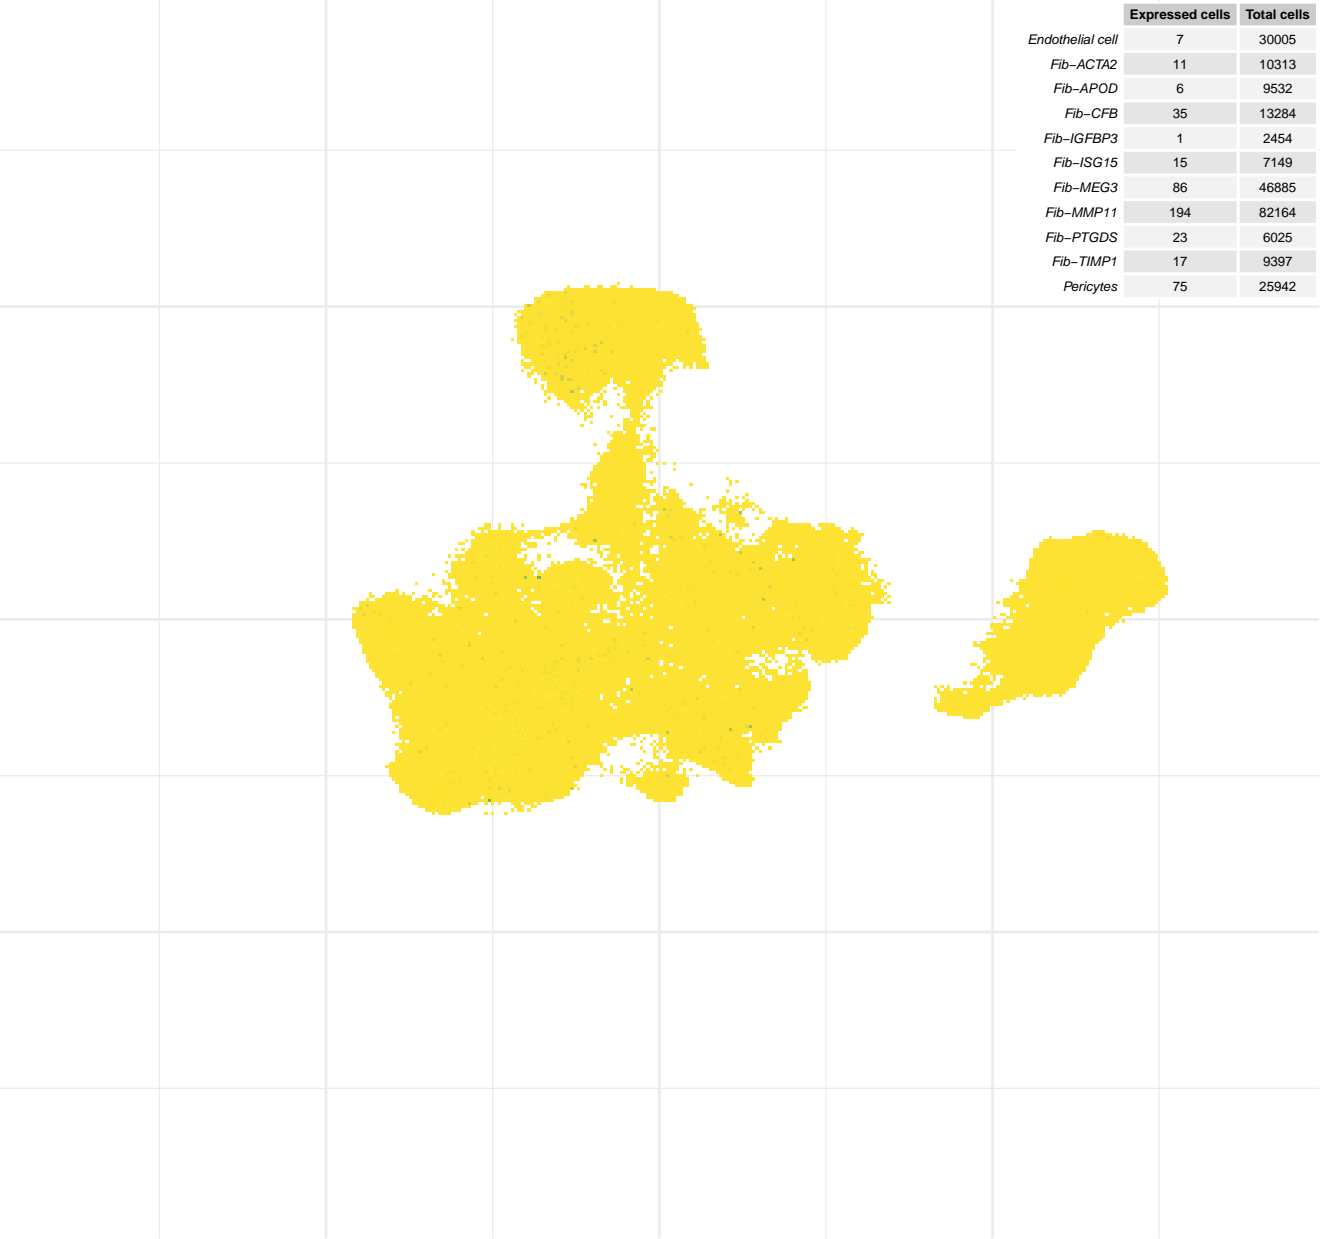 Expressed cells Total cells
Endothelial cell 7 30005
Fib−ACTA2 11 10313
Fib−APOD 6 9532
Fib−CFB 35 13284
Fib−IGFBP3 1 2454
Fib−ISG15 15 7149
Fib−MEG3 86 46885
Fib−MMP11 194 82164
Fib−PTGDS 23 6025
Fib−TIMP1 17 9397
Pericytes 75 25942